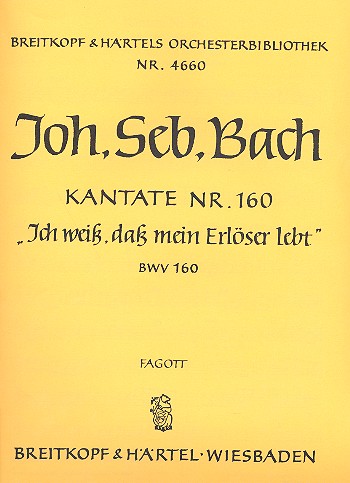 BREITKOPF & HÄRTELS ORCHESTERBIBLIOTHEK
NR. 4660
Joh. Seb. Bach
KANTATE NR. 160
„Ich weiß, daß mein Erlöser lebt"
BWV 160
FAGOTT
BREITKOPF & HÄRTEL · WIESBADEN